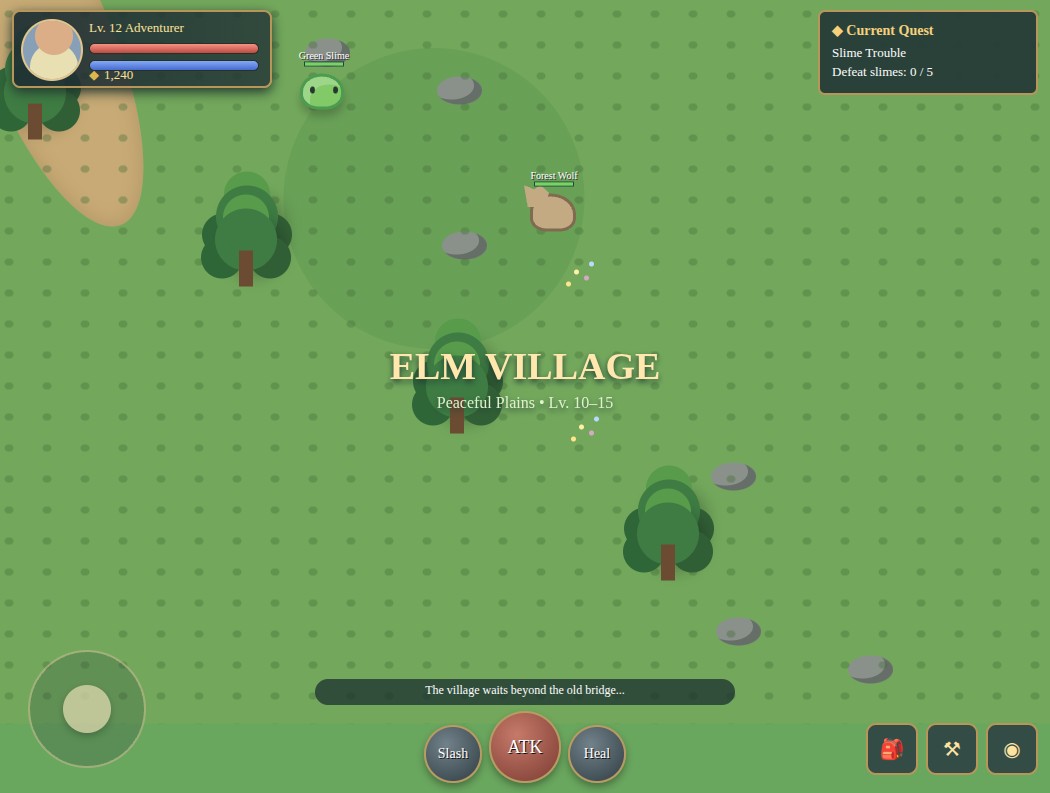 Lv. 12 Adventurer
◆ 1,240
◆ Current Quest
Slime Trouble
Defeat slimes: 0 / 5
Green Slime
Forest Wolf
ELM VILLAGE
Peaceful Plains • Lv. 10–15
The village waits beyond the old bridge...
Slash
ATK
Heal